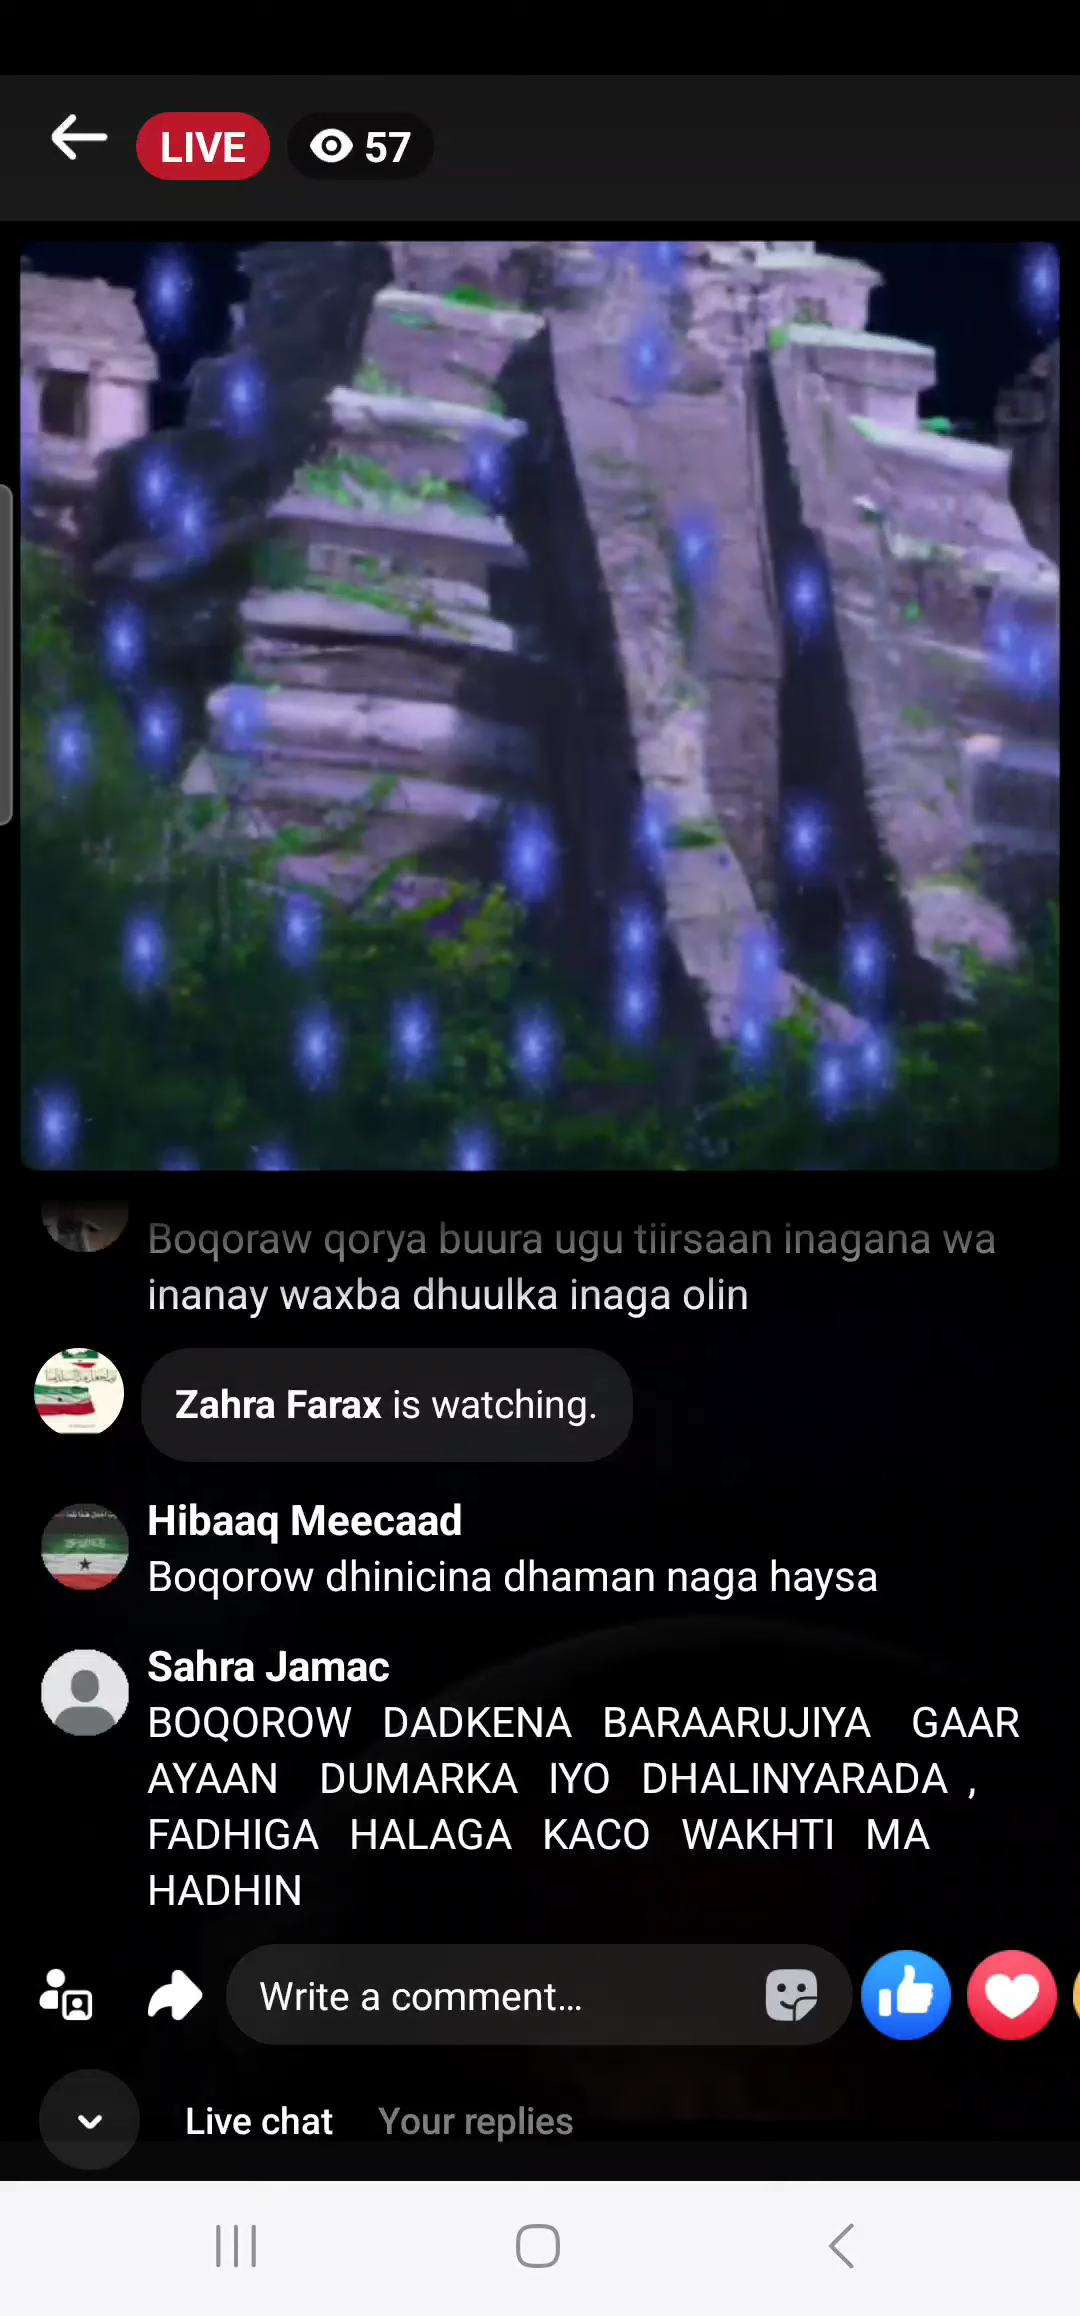 LIVE 57
Boqoraw qorya buura ugu tiirsaan inagana wa
inanay waxba dhuulka inaga olin
Zahra Farax is watching.
Hibaaq Meecaad
Boqorow dhinicina dhaman naga haysa
Sahra Jamac
BOQOROW DADKENA BARAARUJIYA GAAR
AYAAN DUMARKA IYO DHALINYARADA ,
FADHIGA HALAGA KACO WAKHTI MA
HADHIN
Write a comment...
Live chat Your replies